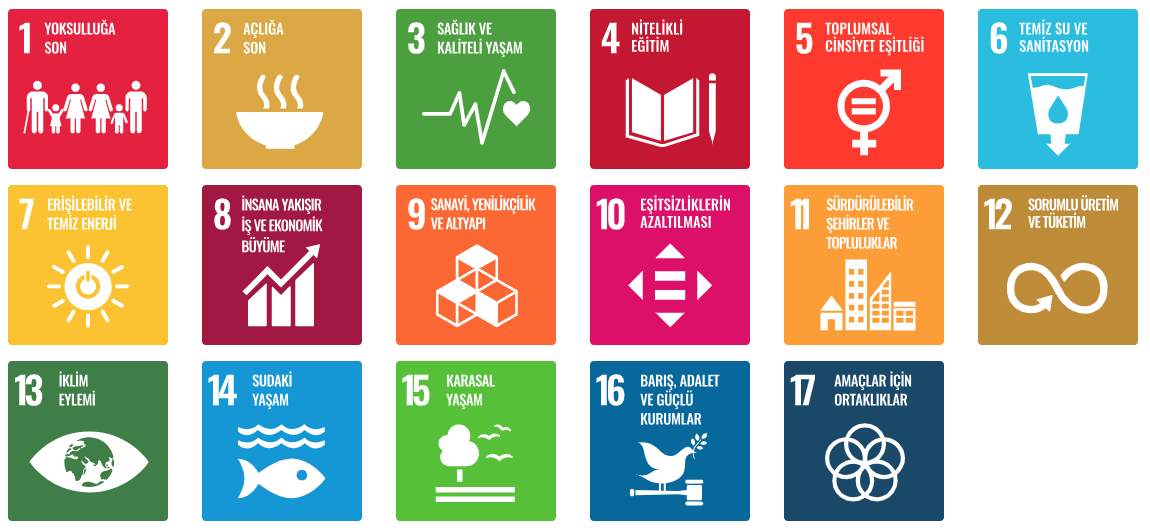 1 YOKSULLUĞA
SON
2 AÇLIĞA
SON
3 SAĞLIK VE
KALİTELİ YAŞAM
4 NİTELİKLİ
EĞİTİM
5 TOPLUMSAL
CİNSİYET EŞİTLİĞİ
6 TEMİZ SU VE
SANİTASYON
7 ERİŞİLEBİLİR VE
TEMİZ ENERJİ
8 İNSANA YAKIŞIR
İŞ VE EKONOMİK
BÜYÜME
9 SANAYİ, YENİLİKÇİLİK
VE ALTYAPI
10 EŞİTSİZLİKLERİN
AZALTILMASI
11 SÜRDÜRÜLEBİLİR
ŞEHİRLER VE
TOPLULUKLAR
12 SORUMLU ÜRETİM
VE TÜKETİM
13 İKLİM
EYLEMİ
14 SUDAKİ
YAŞAM
15 KARASAL
YAŞAM
16 BARIŞ, ADALET
VE GÜÇLÜ
KURUMLAR
17 AMAÇLAR İÇİN
ORTAKLIKLAR